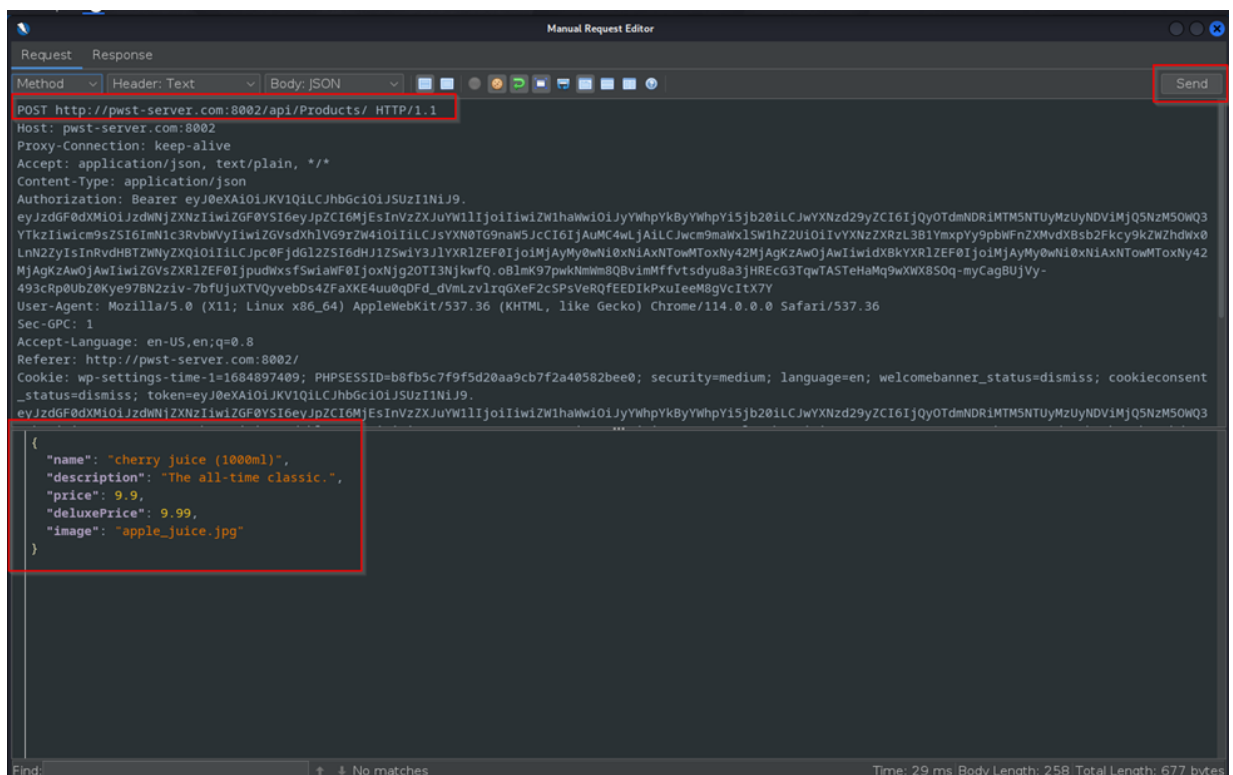 Manual Request Editor
Request Response
Method Header: Text Body: JSON Send
POST http://pwst-server.com:8002/api/Products/ HTTP/1.1
Host: pwst-server.com:8002
Proxy-Connection: keep-alive
Accept: application/json, text/plain, */*
Content-Type: application/json
Authorization: Bearer eyJ0eXAiOiJKV1QiLCJhbGciOiJSUzI1NiJ9.
User-Agent: Mozilla/5.0 (X11; Linux x86_64) AppleWebKit/537.36 (KHTML, like Gecko) Chrome/114.0.0.0 Safari/537.36
Sec-GPC: 1
Accept-Language: en-US,en;q=0.8
Referer: http://pwst-server.com:8002/
Cookie: wp-settings-time-1=1684897409; PHPSESSID=b8fb5c7f9f5d20aa9cb7f2a40582bee0; security=medium; language=en; welcomebanner_status=dismiss; cookieconsent
_status=dismiss; token=eyJ0eXAiOiJKV1QiLCJhbGciOiJSUzI1NiJ9.
{
"name": "cherry juice (1000ml)",
"description": "The all-time classic.",
"price": 9.9,
"deluxePrice": 9.99,
"image": "apple_juice.jpg"
}
Find: No matches Time: 29 ms Body Length: 258 Total Length: 677 bytes